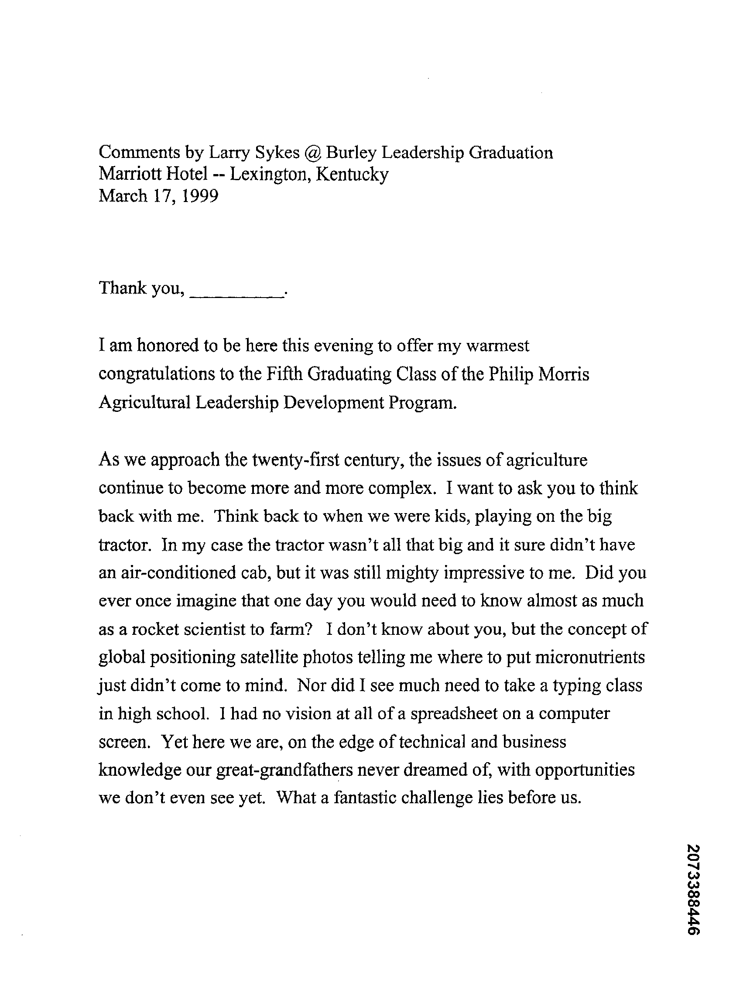 Comments by Larry Sykes @ Burley Leadership Graduation
Marriott Hotel -- Lexington, Kentucky
March 17, 1999
Thank you, __________.
I am honored to be here this evening to offer my warmest
congratulations to the Fifth Graduating Class of the Philip Morris
Agricultural Leadership Development Program.
As we approach the twenty-first century, the issues of agriculture
continue to become more and more complex.  I want to ask you to think
back with me.  Think back to when we were kids, playing on the big
tractor.  In my case the tractor wasn't all that big and it sure didn't have
an air-conditioned cab, but it was still mighty impressive to me.  Did you
ever once imagine that one day you would need to know almost as much
as a rocket scientist to farm?   I don't know about you, but the concept of
global positioning satellite photos telling me where to put micronutrients
just didn't come to mind.  Nor did I see much need to take a typing class
in high school.  I had no vision at all of a spreadsheet on a computer
screen.  Yet here we are, on the edge of technical and business
knowledge our great-grandfathers never dreamed of, with opportunities
we don't even see yet.  What a fantastic challenge lies before us.
2073388446